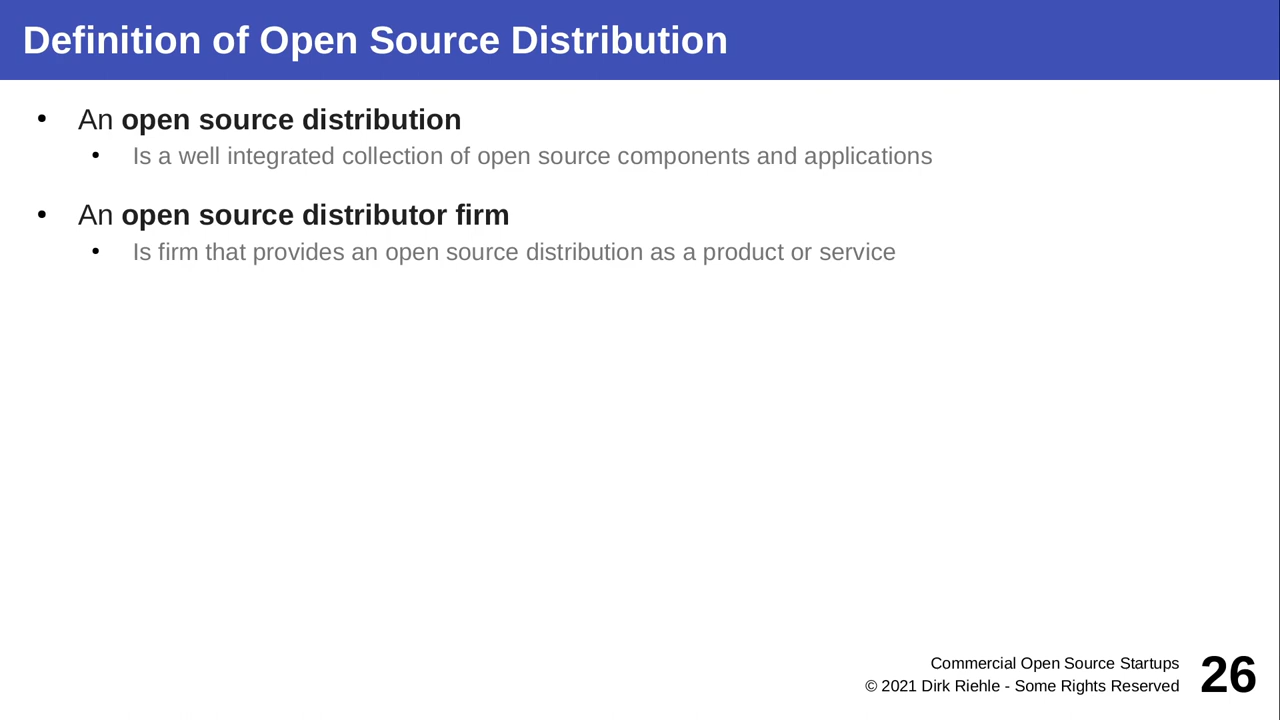 Definition of Open Source Distribution
• An open source distribution
• Is a well integrated collection of open source components and applications
• An open source distributor firm
• Is firm that provides an open source distribution as a product or service
Commercial Open Source Startups
© 2021 Dirk Riehle - Some Rights Reserved
26